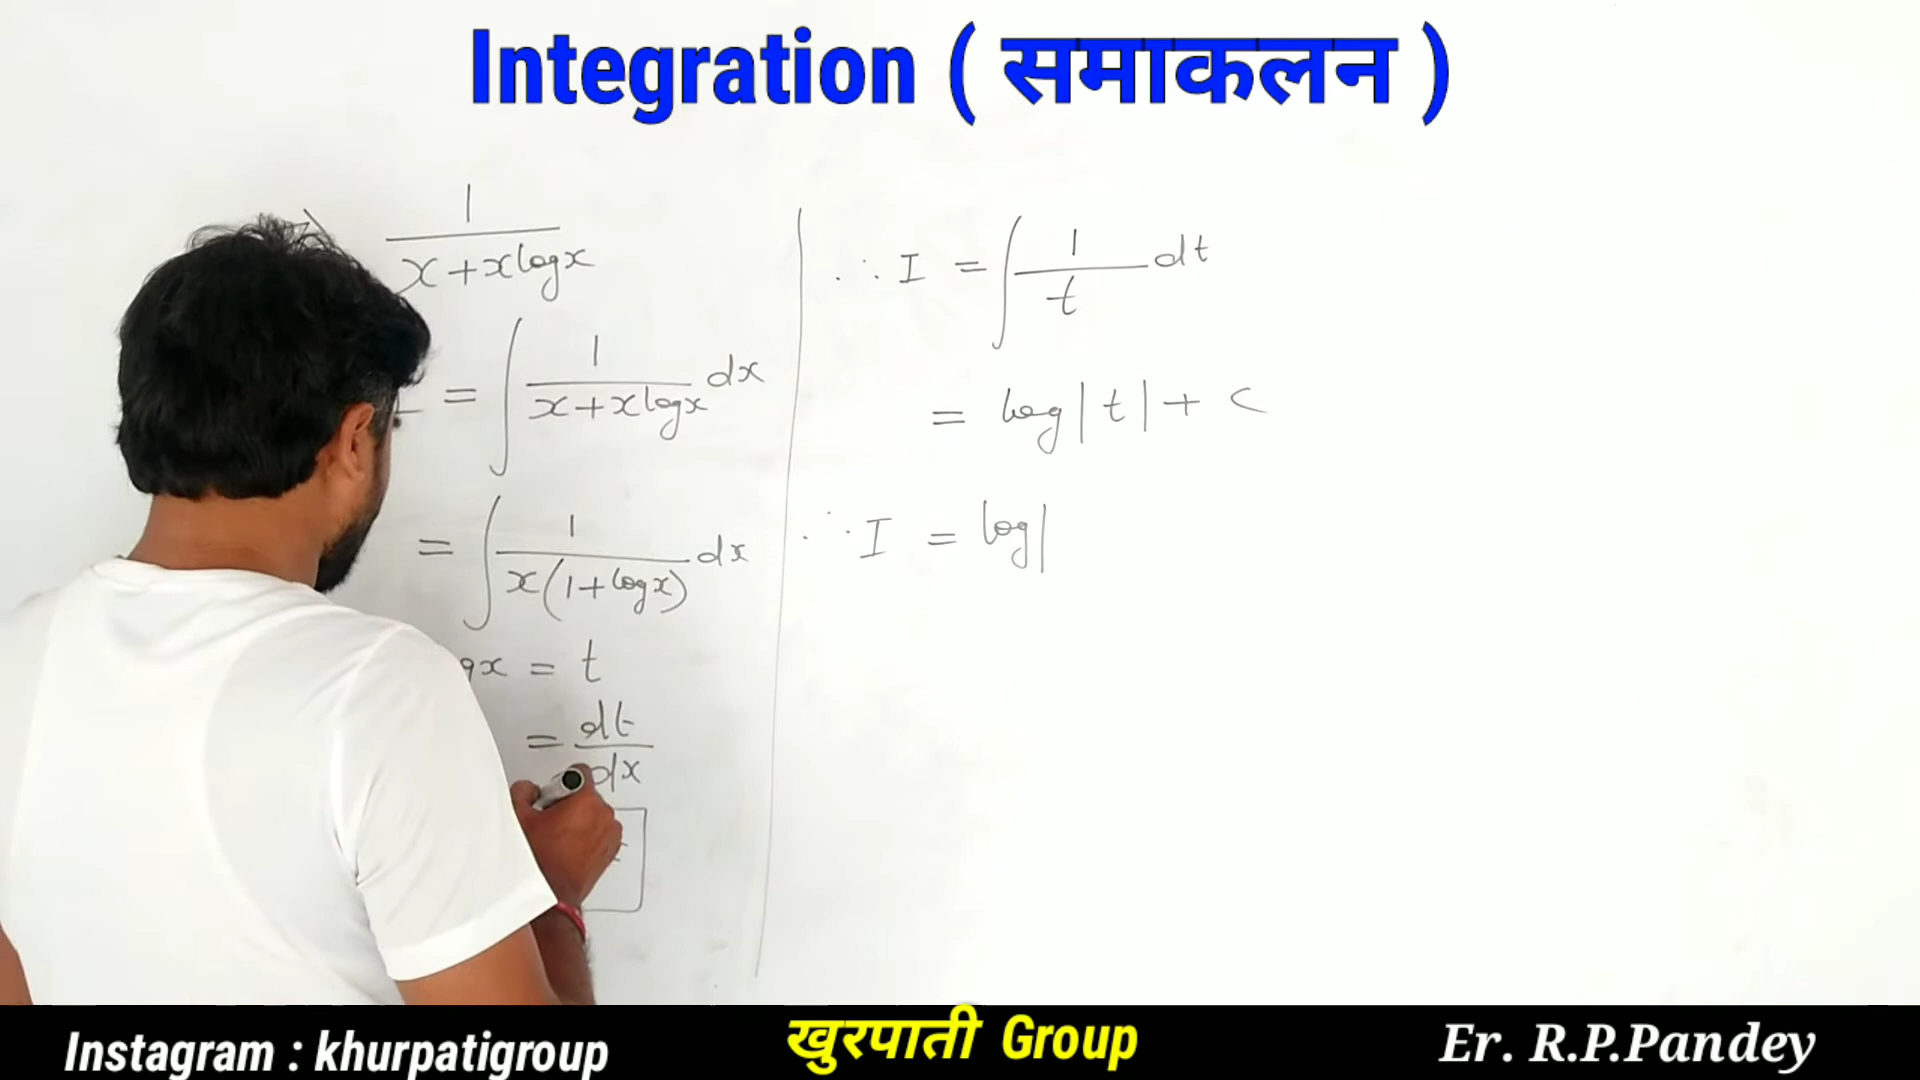 Integration ( समाकलन )
1
x+xlogx
= ∫ 1/(x+xlogx) dx
= ∫ 1/(x(1+logx)) dx
gx = t
= dt/dx
∴ I = ∫ 1/t dt
= log|t| + c
∴ I = log|
Instagram : khurpatigroup
खुरपाती Group
Er. R.P.Pandey